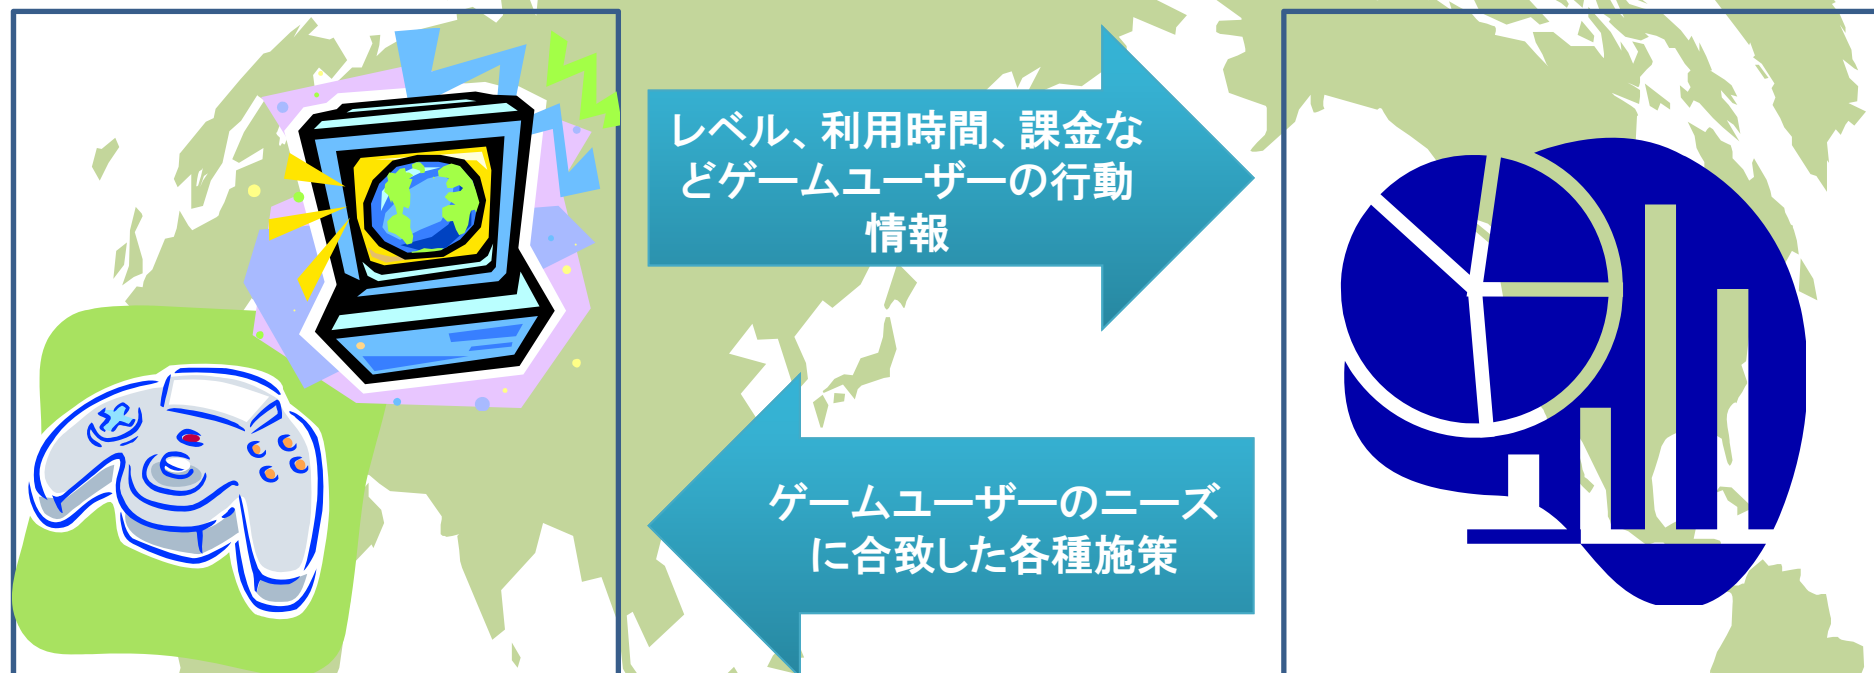 レベル、利用時間、課金な
どゲームユーザーの行動
情報
ゲームユーザーのニーズ
に合致した各種施策